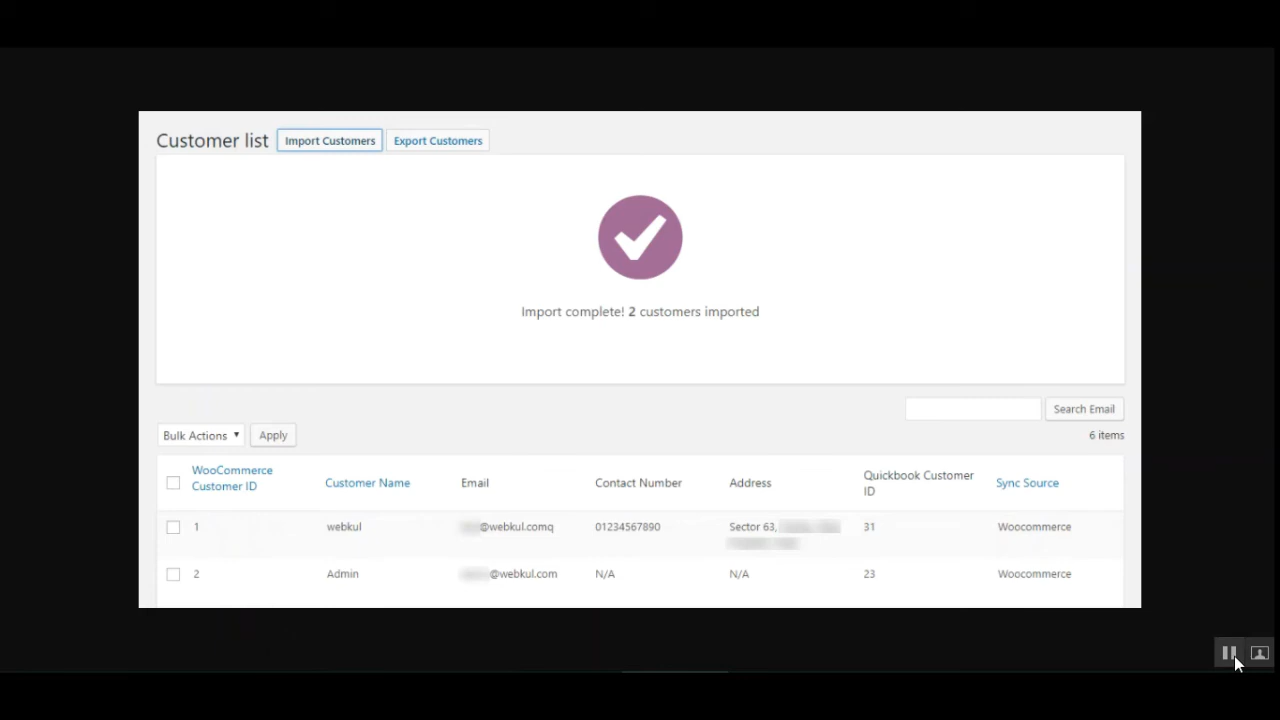 Customer list Import Customers Export Customers
Import complete! 2 customers imported
Search Email
Bulk Actions Apply 6 items
WooCommerce Customer ID Customer Name Email Contact Number Address Quickbook Customer ID Sync Source
1 webkul @webkul.comq 01234567890 Sector 63, 31 Woocommerce
2 Admin @webkul.com N/A N/A 23 Woocommerce